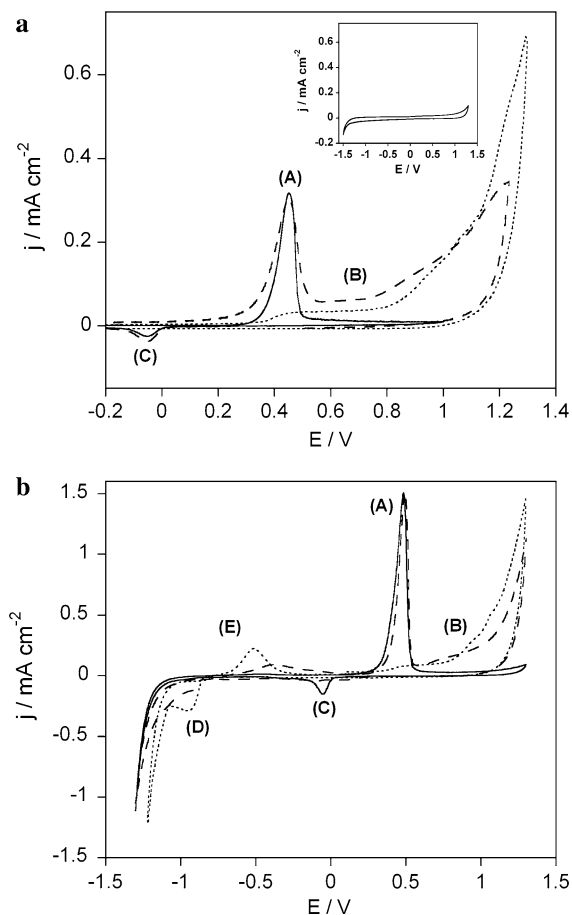 a
j / mA cm-2
0.6
0.4
0.2
0
-0.2 0 0.2 0.4 0.6 0.8 1 1.2 1.4
E / V
(A)
(B)
(C)
j / mA cm-2
0.6
0.4
0.2
0
-0.2
-1.5 -1 -0.5 0 0.5 1 1.5
E / V
b
j / mA cm-2
1.5
1
0.5
0
-0.5
-1
-1.5
-1.5 -1 -0.5 0 0.5 1 1.5
E / V
(A)
(B)
(E)
(C)
(D)